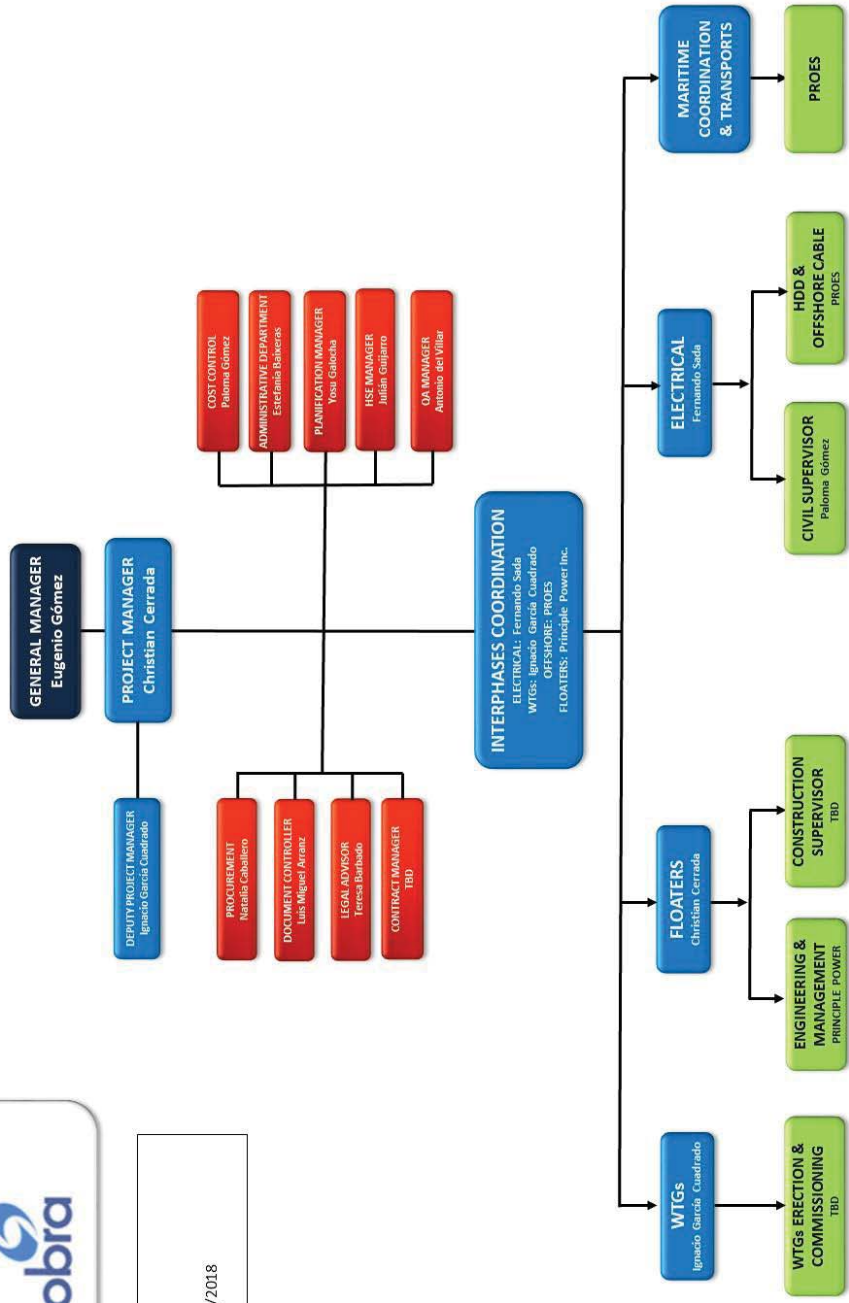 GENERAL MANAGER
Eugenio Gómez
PROJECT MANAGER
Christian Cerrada
DEPUTY PROJECT MANAGER
Ignacio García Cuadrado
PROCUREMENT
Natalia Caballero
DOCUMENT CONTROLLER
Luis Miguel Arranz
LEGAL ADVISOR
Teresa Barbado
CONTRACT MANAGER
TBD
COST CONTROL
Paloma Gómez
ADMINISTRATIVE DEPARTMENT
Estefanía Baixeras
PLANIFICATION MANAGER
Yosu Galocha
HSE MANAGER
Julián Guijarro
QA MANAGER
Antonio del Villar
INTERPHASES COORDINATION
ELECTRICAL: Fernando Sada
WTGs: Ignacio García Cuadrado
OFFSHORE: PROES
FLOATERS: Principle Power Inc.
WTGs
Ignacio García Cuadrado
FLOATERS
Christian Cerrada
ELECTRICAL
Fernando Sada
MARITIME
COORDINATION
& TRANSPORTS
WTGs ERECTION &
COMMISSIONING
TBD
ENGINEERING &
MANAGEMENT
PRINCIPLE POWER
CONSTRUCTION
SUPERVISOR
TBD
CIVIL SUPERVISOR
Paloma Gómez
HDD &
OFFSHORE CABLE
PROES
PROES
obra
/2018